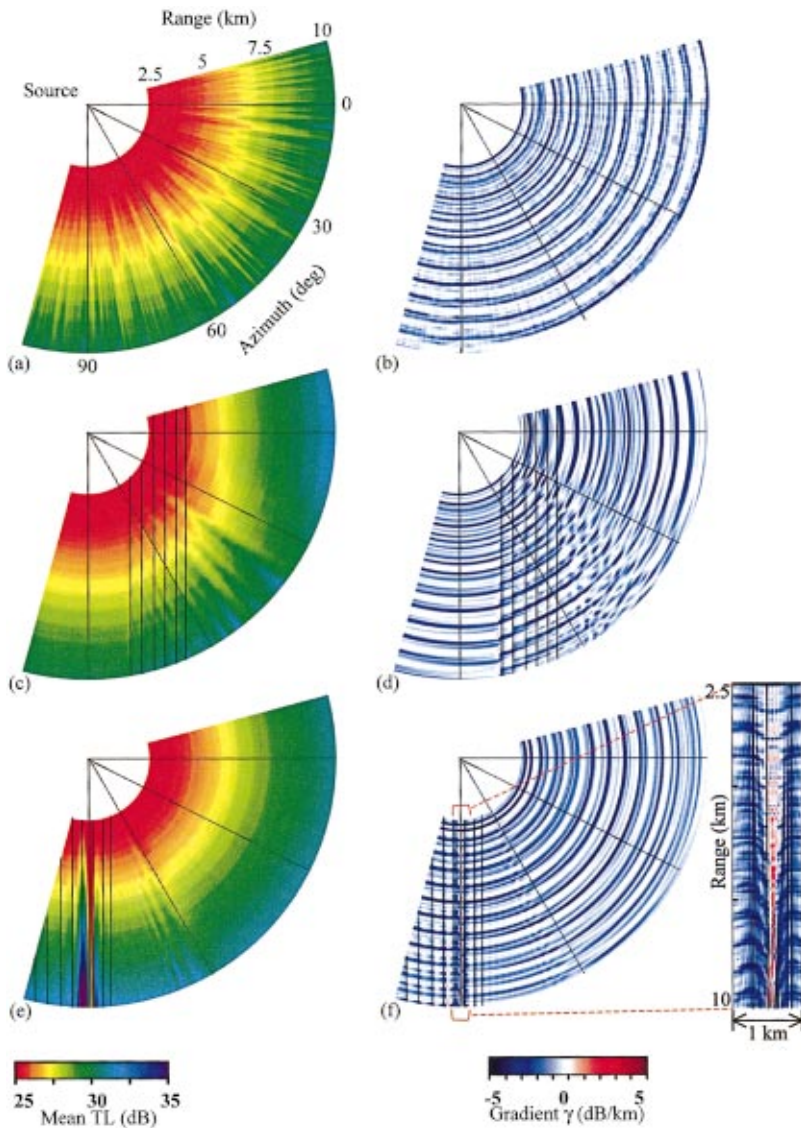 Range (km)
10
7.5
5
2.5
Source
0
30
Azimuth (deg)
60
90
(a)
(b)
(c)
(d)
2.5
Range (km)
10
(e)
(f)
1 km
25 30 35
Mean TL (dB)
-5 0 5
Gradient γ (dB/km)